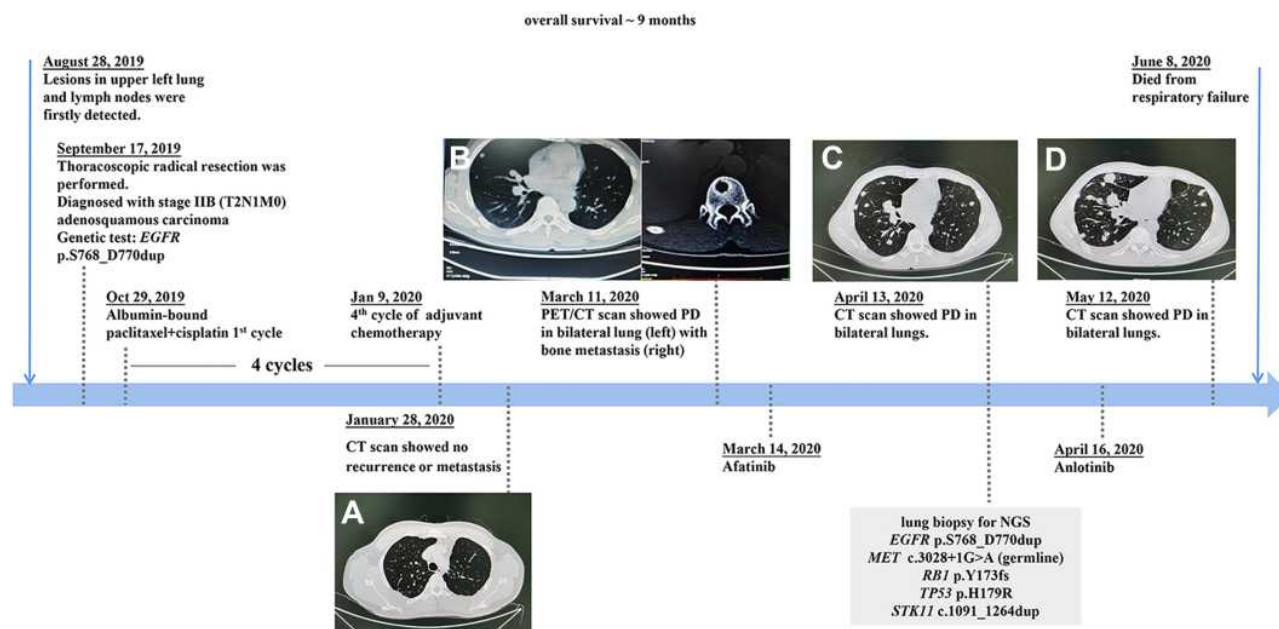 overall survival ~ 9 months
August 28, 2019
Lesions in upper left lung
and lymph nodes were
firstly detected.
June 8, 2020
Died from
respiratory failure
September 17, 2019
Thoracoscopic radical resection was
performed.
Diagnosed with stage IIB (T2N1M0)
adenosquamous carcinoma
Genetic test: EGFR
p.S768_D770dup
B
C
D
Oct 29, 2019
Albumin-bound
paclitaxel+cisplatin 1st cycle
Jan 9, 2020
4th cycle of adjuvant
chemotherapy
March 11, 2020
PET/CT scan showed PD
in bilateral lung (left) with
bone metastasis (right)
April 13, 2020
CT scan showed PD in
bilateral lungs.
May 12, 2020
CT scan showed PD in
bilateral lungs.
4 cycles
January 28, 2020
CT scan showed no
recurrence or metastasis
March 14, 2020
Afatinib
April 16, 2020
Anlotinib
A
lung biopsy for NGS
EGFR p.S768_D770dup
MET c.3028+1G>A (germline)
RB1 p.Y173fs
TP53 p.H179R
STK11 c.1091_1264dup